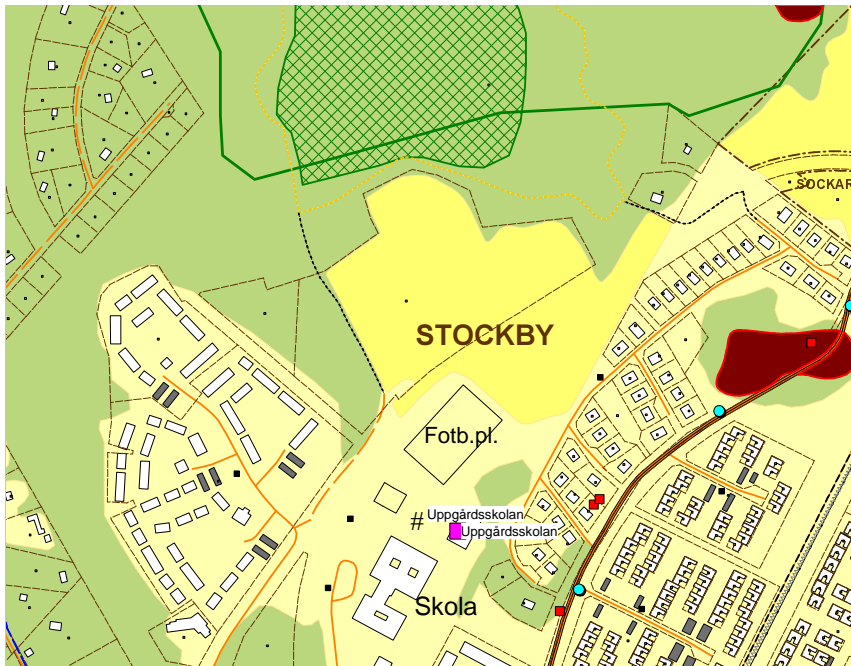 SOCKAR
STOCKBY
Fotb.pl.
#
Uppgårdsskolan
Uppgårdsskolan
Skola